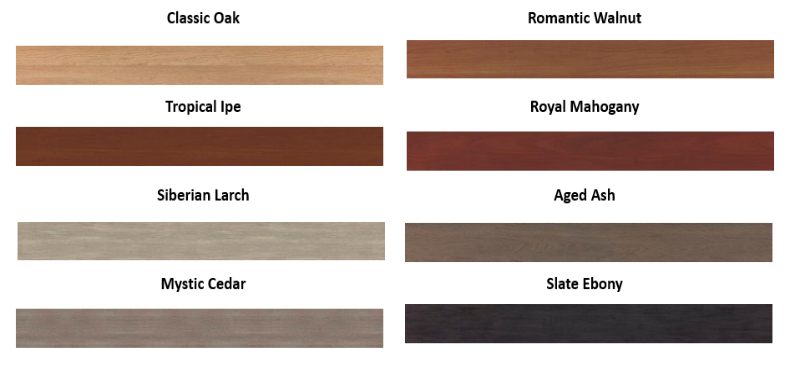 Classic Oak
Romantic Walnut
Tropical Ipe
Royal Mahogany
Siberian Larch
Aged Ash
Mystic Cedar
Slate Ebony